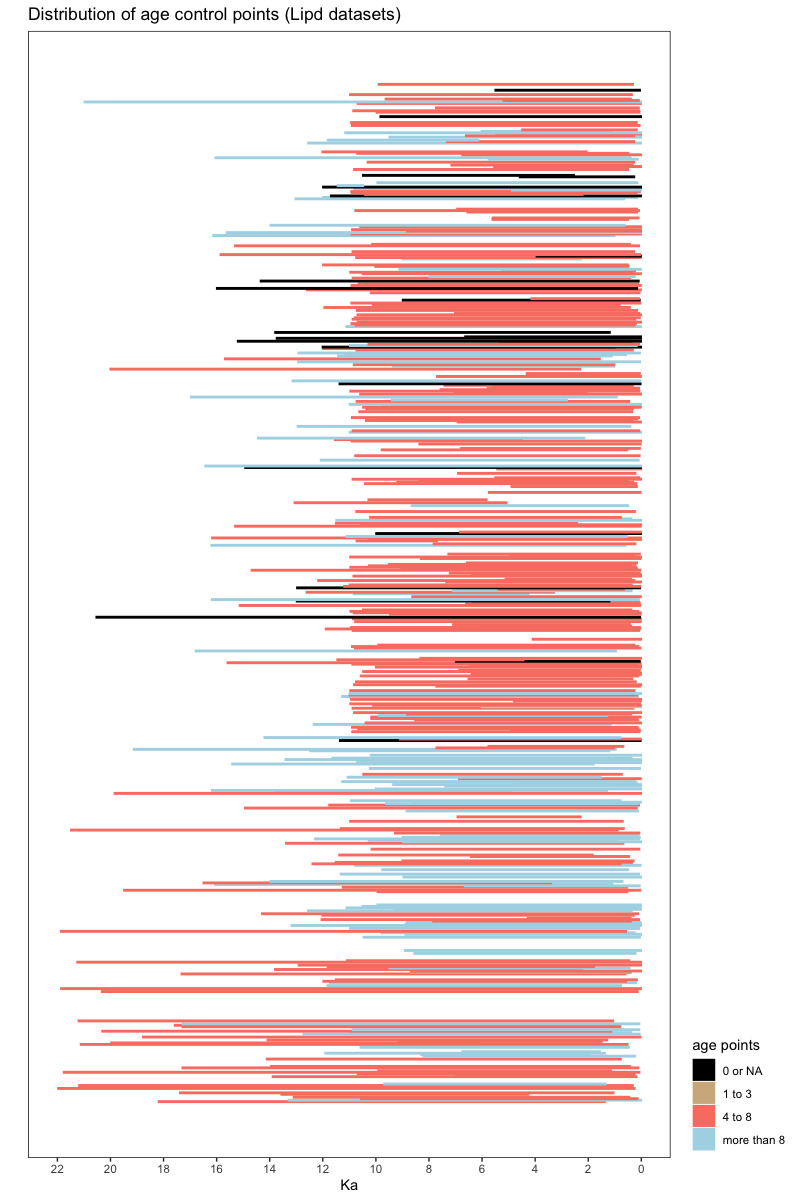 Distribution of age control points (Lipd datasets)
age points
0 or NA
1 to 3
4 to 8
more than 8
22 20 18 16 14 12 10 8 6 4 2 0
Ka